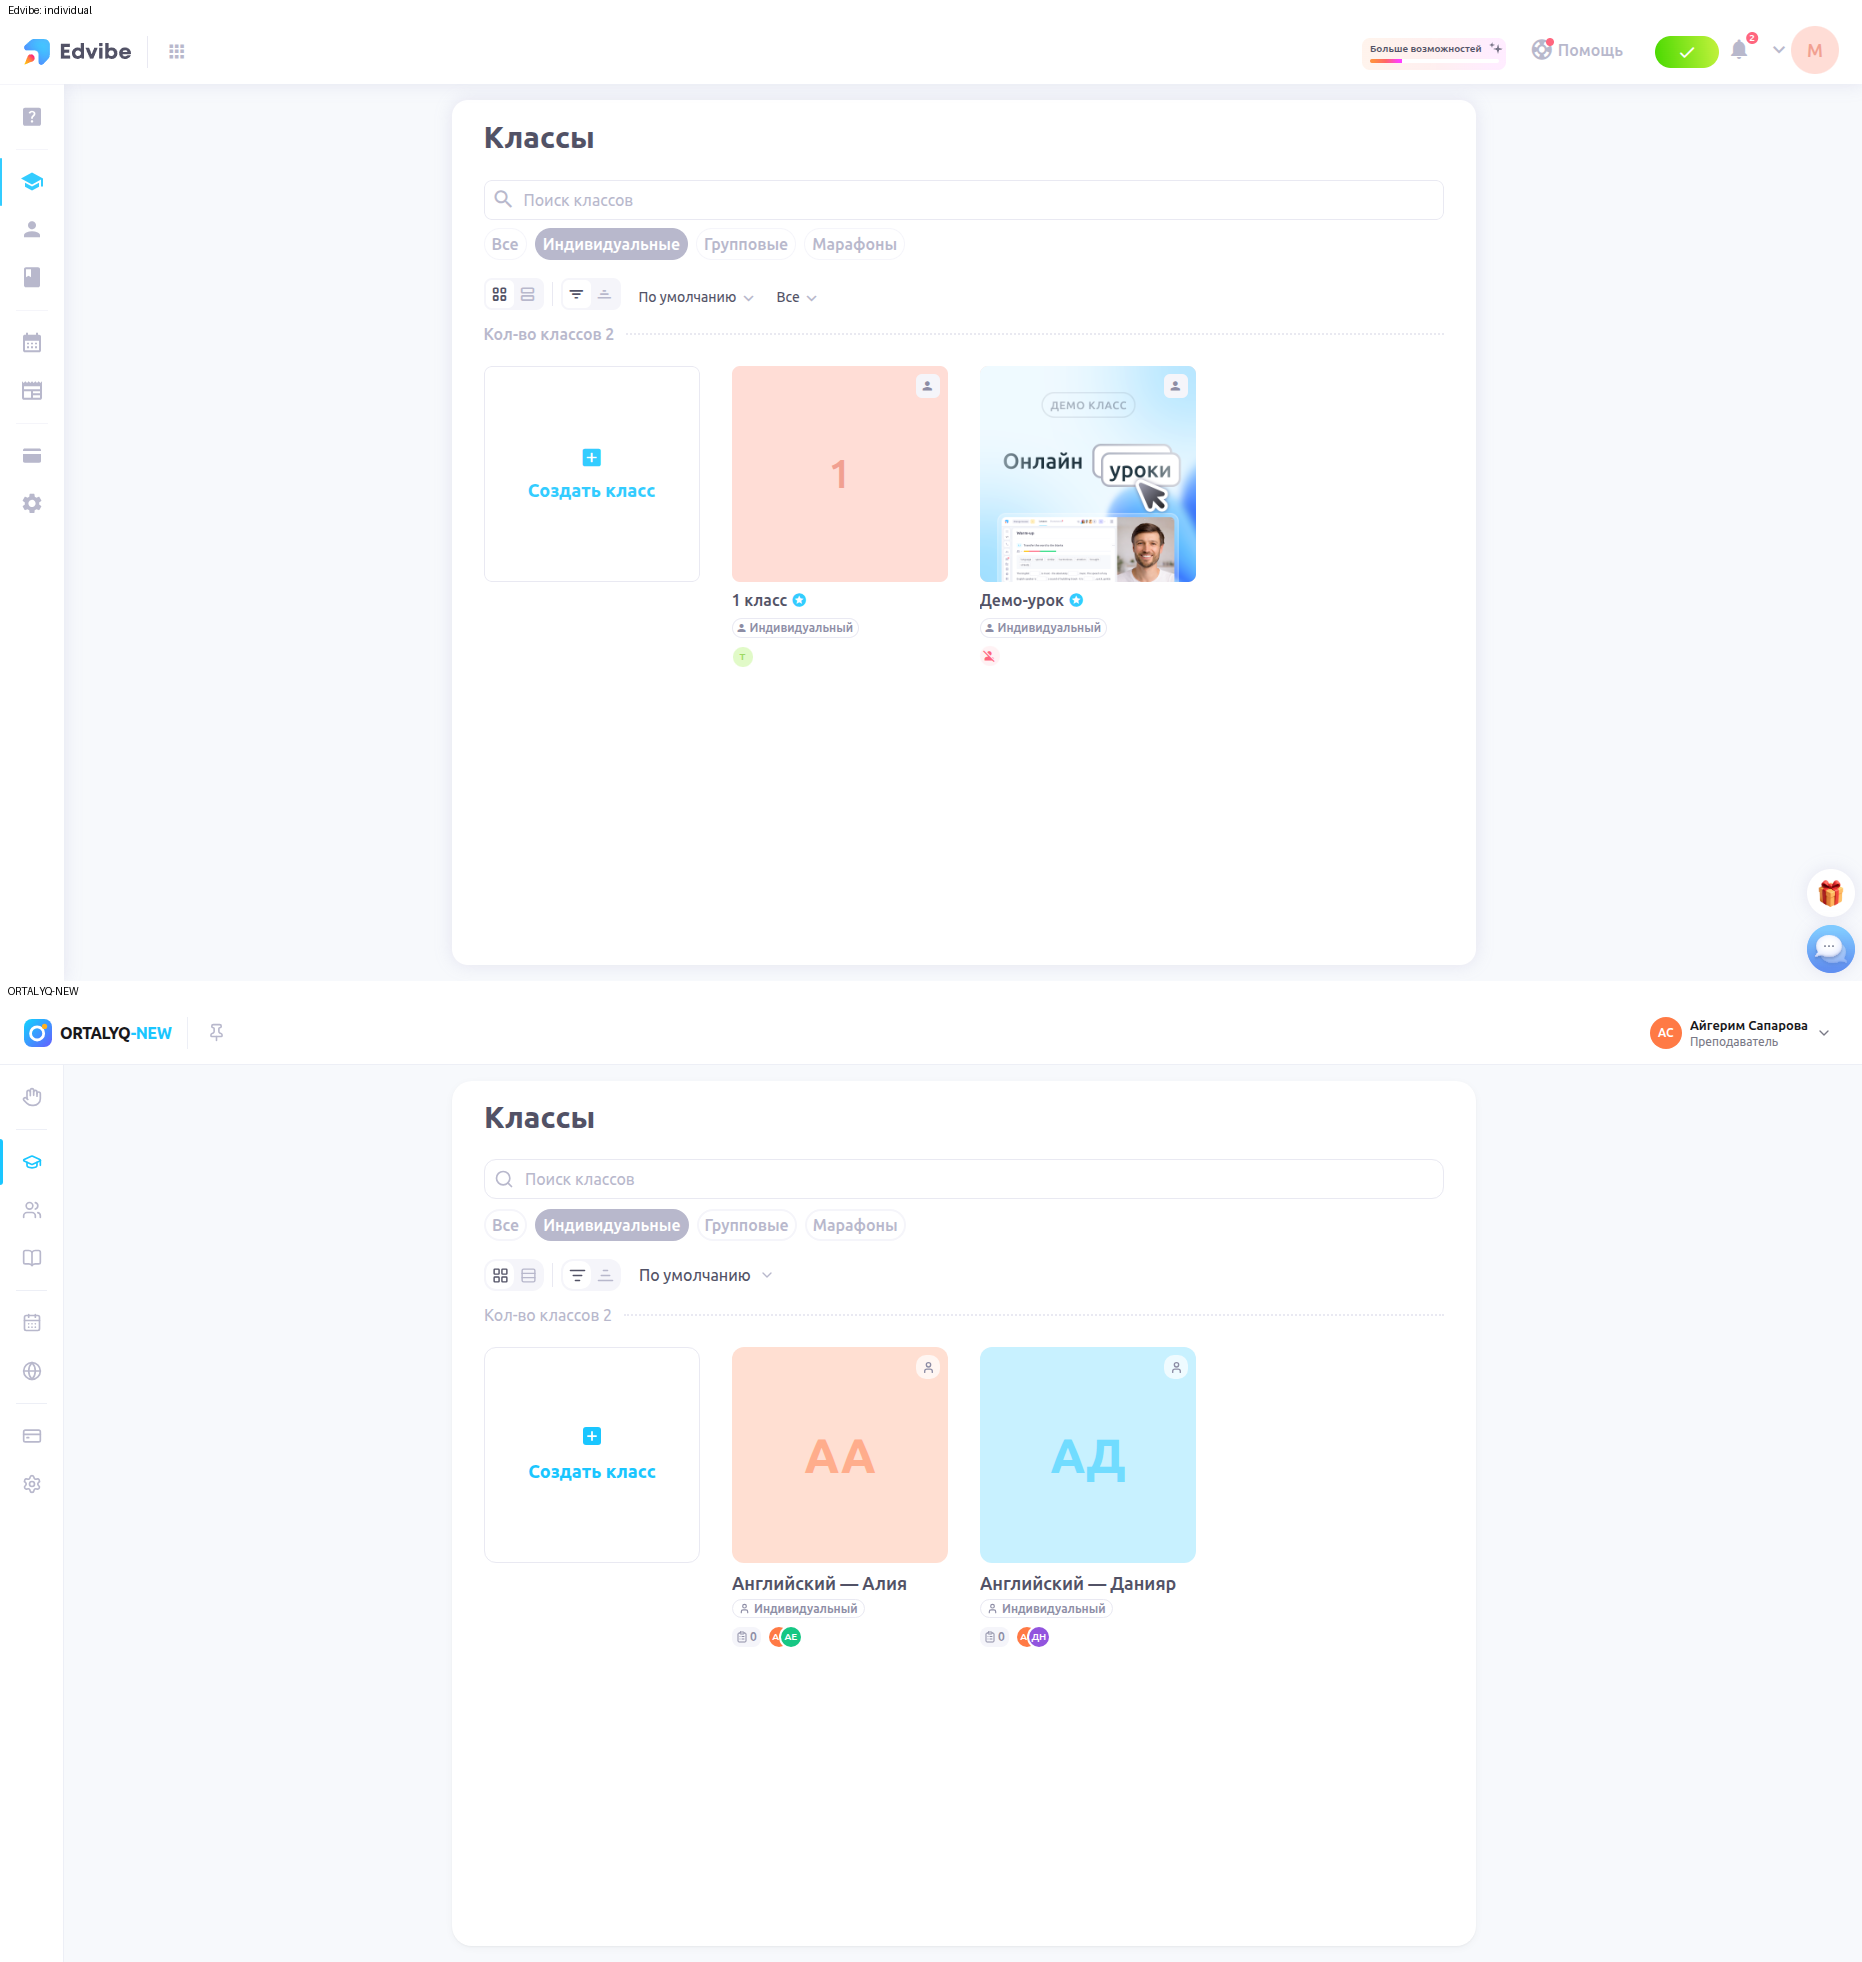 Edvibe: individual
Edvibe
Больше возможностей
Помощь
2
M
Классы
Поиск классов
Все
Индивидуальные
Групповые
Марафоны
По умолчанию
Все
Кол-во классов 2
Создать класс
1
ДЕМО КЛАСС
Онлайн
уроки
1 класс
Демо-урок
Индивидуальный
Индивидуальный
T
ORTALYQ-NEW
ORTALYQ-NEW
АС
Айгерим Сапарова
Преподаватель
Классы
Поиск классов
Все
Индивидуальные
Групповые
Марафоны
По умолчанию
Кол-во классов 2
Создать класс
АА
АД
Английский — Алия
Английский — Данияр
Индивидуальный
Индивидуальный
0
АЕ
0
ДН